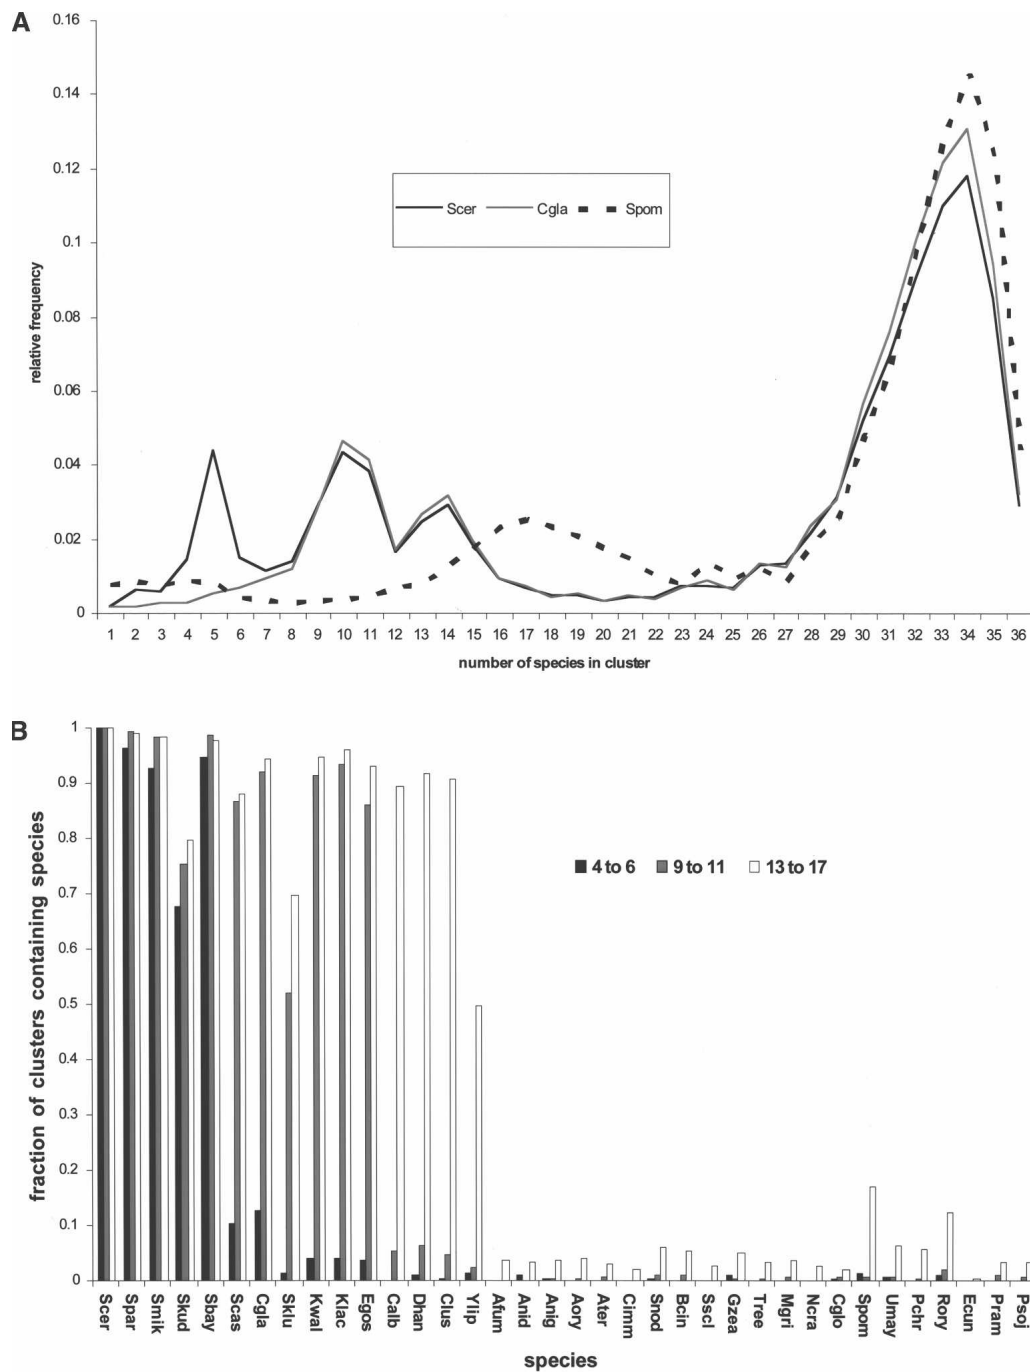 A
0.16
0.14
0.12
0.1
0.08
0.06
0.04
0.02
0
relative frequency
Scer Cgla Spom
1 2 3 4 5 6 7 8 9 10 11 12 13 14 15 16 17 18 19 20 21 22 23 24 25 26 27 28 29 30 31 32 33 34 35 36
number of species in cluster
B
1
0.9
0.8
0.7
0.6
0.5
0.4
0.3
0.2
0.1
0
fraction of clusters containing species
4 to 6 9 to 11 13 to 17
Scer Spar Smik Skud Sbay Scas Cgla Sklu Kwal Klac Egos Calb Dhan Clus Ylip Afum Anid Anig Aory Ater Cimm Snod Bcin Sscl Gzea Tree Mgri Ncra Cglo Spom Umay Pchr Rory Ecun Pram Psoj
species